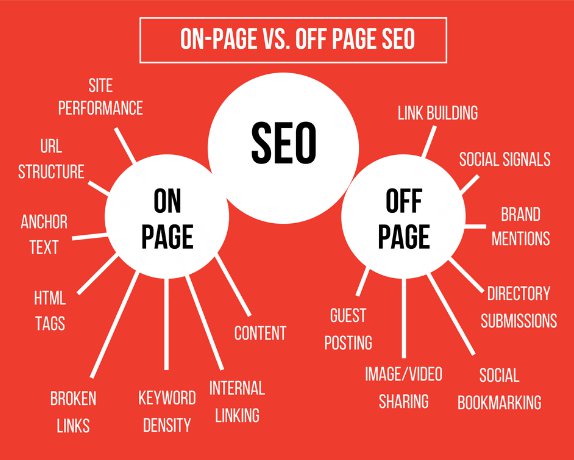 ON-PAGE VS. OFF PAGE SEO
SEO
ON
PAGE
SITE
PERFORMANCE
URL
STRUCTURE
ANCHOR
TEXT
HTML
TAGS
BROKEN
LINKS
KEYWORD
DENSITY
INTERNAL
LINKING
CONTENT
OFF
PAGE
LINK BUILDING
SOCIAL SIGNALS
BRAND
MENTIONS
DIRECTORY
SUBMISSIONS
SOCIAL
BOOKMARKING
IMAGE/VIDEO
SHARING
GUEST
POSTING